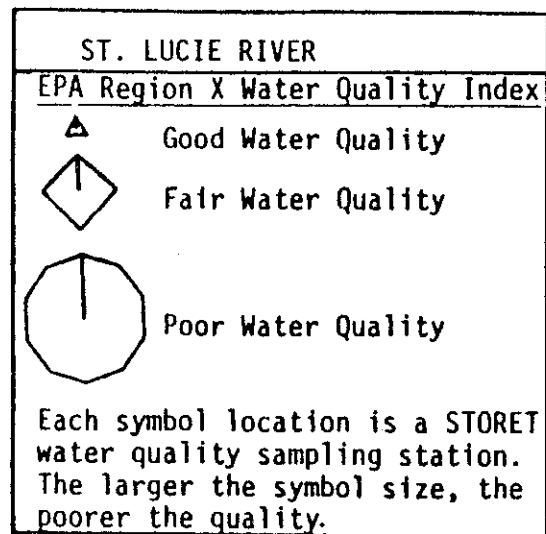 ST. LUCIE RIVER
EPA Region X Water Quality Index
Good Water Quality
Fair Water Quality
Poor Water Quality
Each symbol location is a STORET
water quality sampling station.
The larger the symbol size, the
poorer the quality.